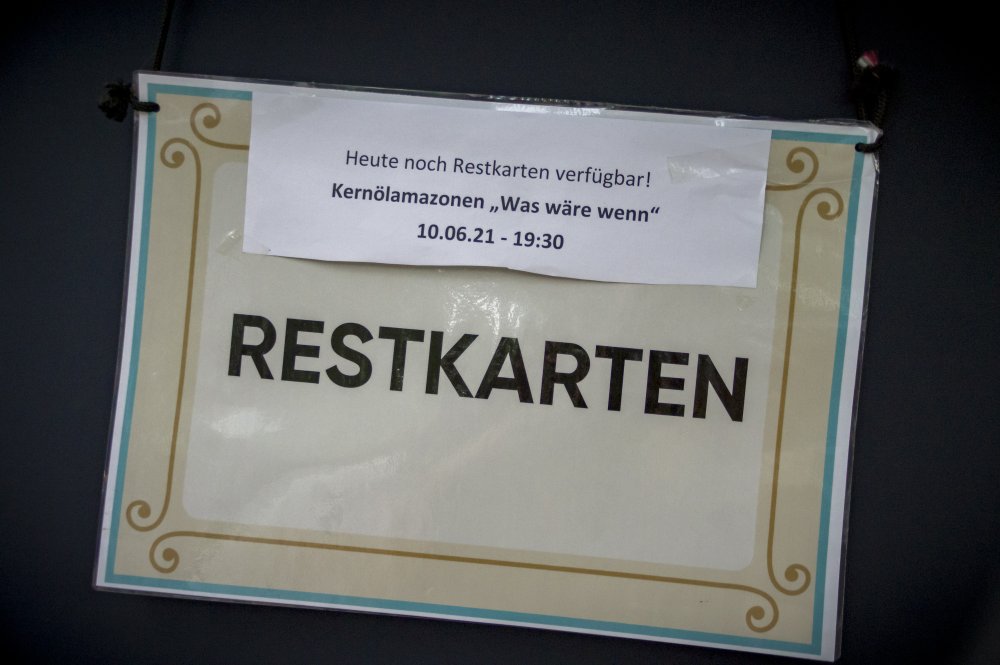 Heute noch Restkarten verfügbar!
Kernölamazonen „Was wäre wenn“
10.06.21 - 19:30
RESTKARTEN